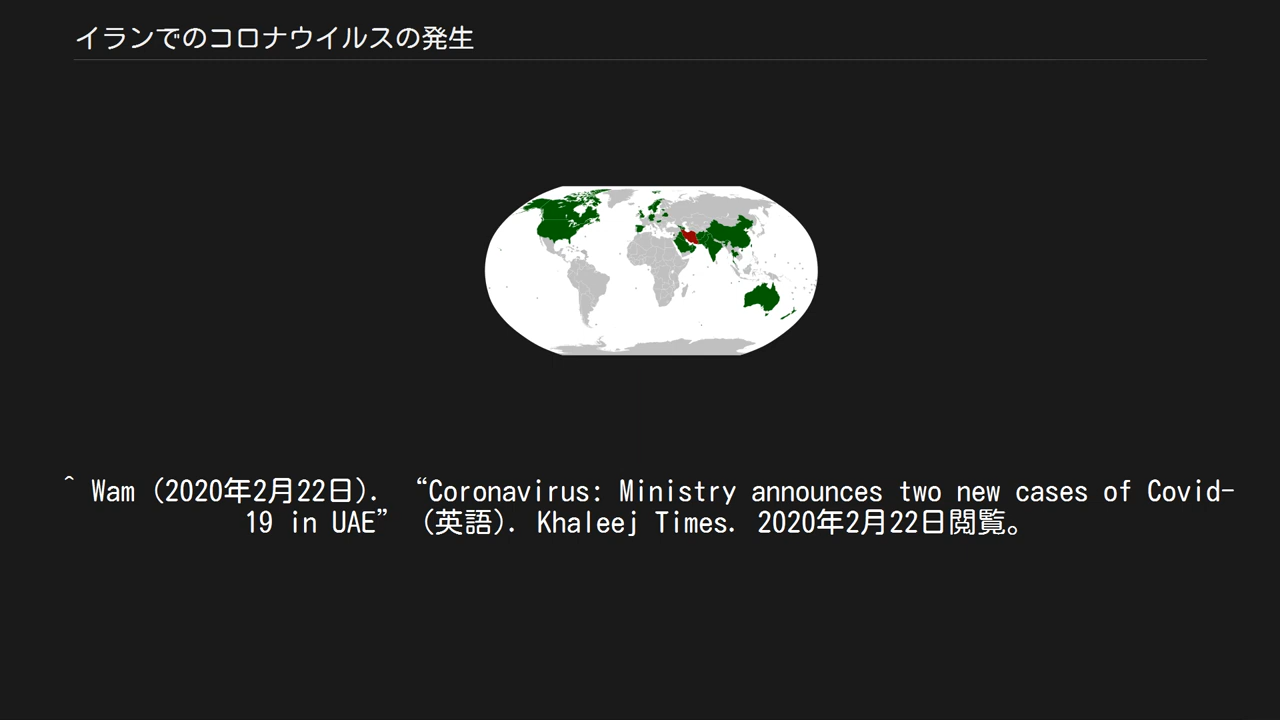 イランでのコロナウイルスの発生
^ Wam (2020年2月22日). “Coronavirus: Ministry announces two new cases of Covid-
19 in UAE” (英語). Khaleej Times. 2020年2月22日閲覧。